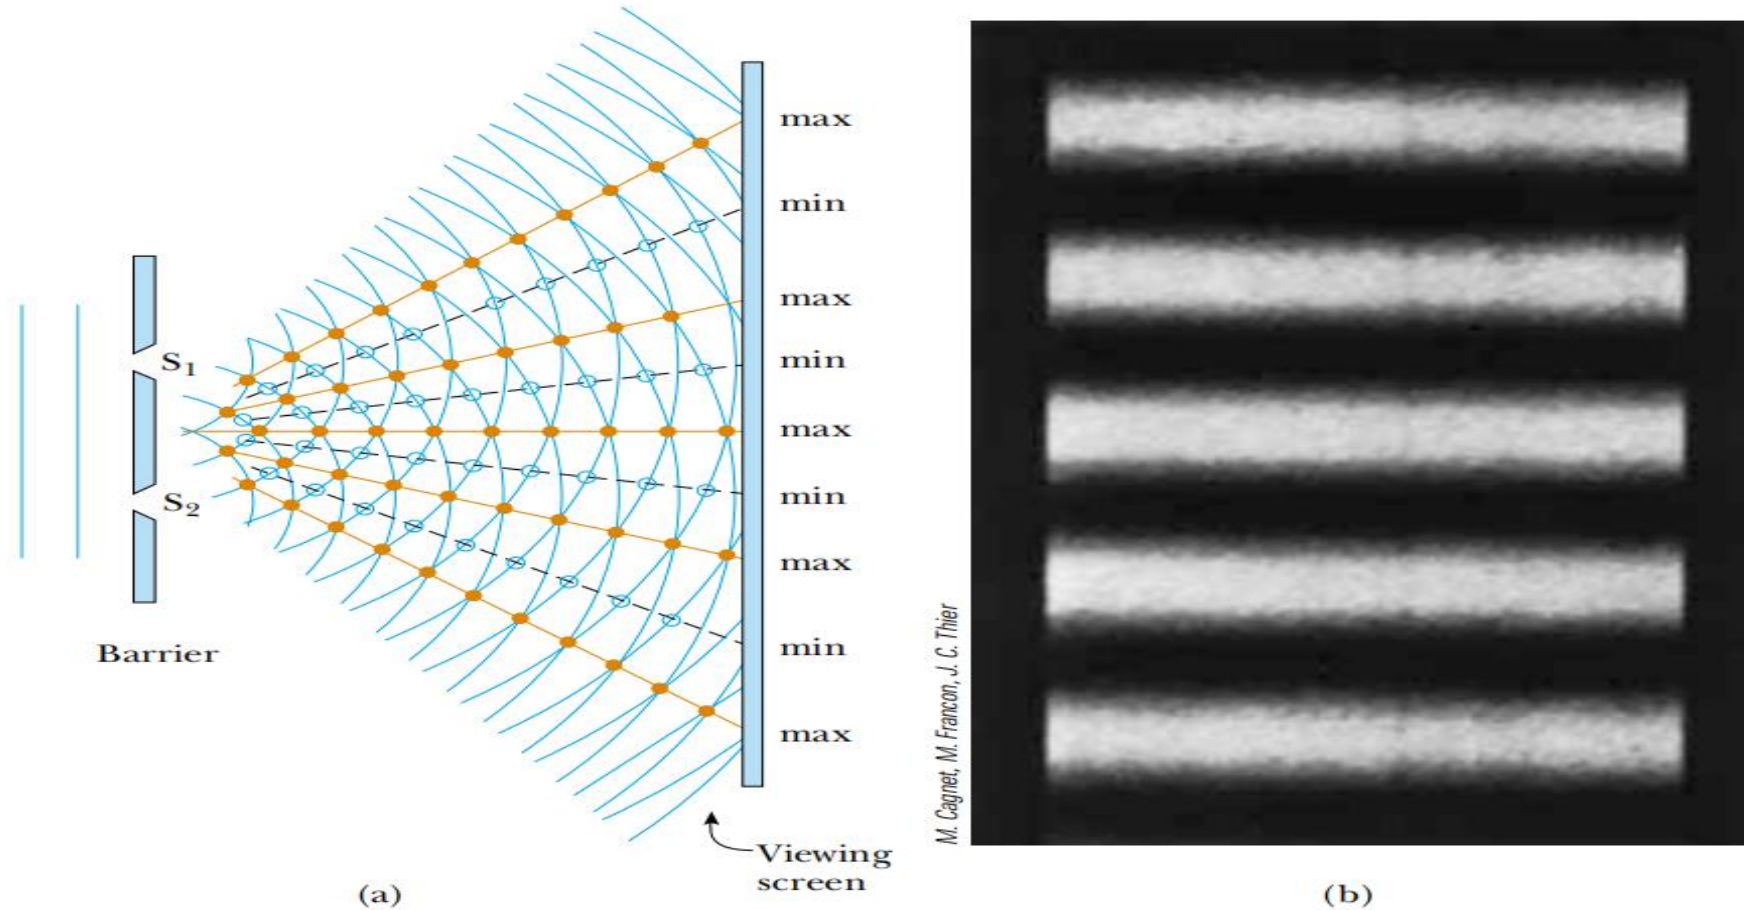 max
min
max
min
S1
max
min
S2
max
min
Barrier
max
Viewing
screen
(a)
M. Cagnet, M. Francon, J. C. Thier
(b)